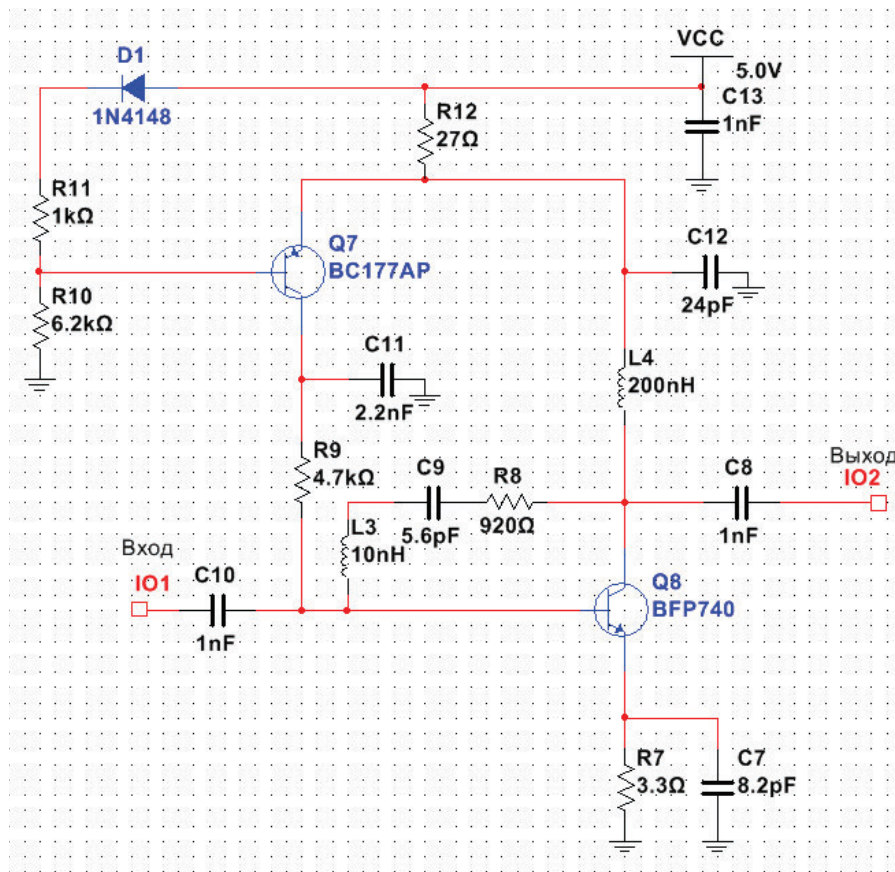 VCC
5.0V
D1
1N4148
C13
1nF
R12
27Ω
R11
1kΩ
Q7
BC177AP
C12
24pF
R10
6.2kΩ
C11
2.2nF
L4
200nH
R9
4.7kΩ
C9
5.6pF
R8
920Ω
C8
1nF
Выход
IO2
L3
10nH
Вход
IO1
C10
1nF
Q8
BFP740
R7
3.3Ω
C7
8.2pF